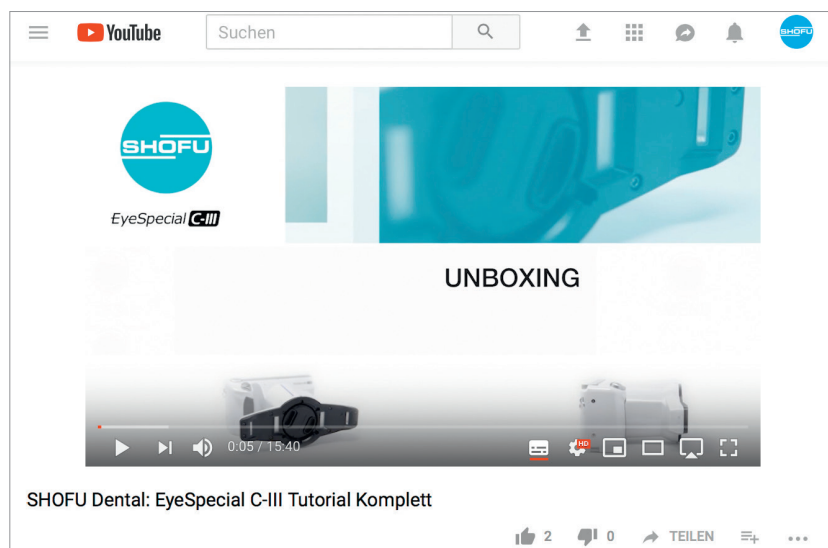 YouTube
Suchen
SHOFU
SHOFU
EyeSpecial C-III
UNBOXING
0:05 / 15:40
HD
SHOFU Dental: EyeSpecial C-III Tutorial Komplett
2
0
TEILEN